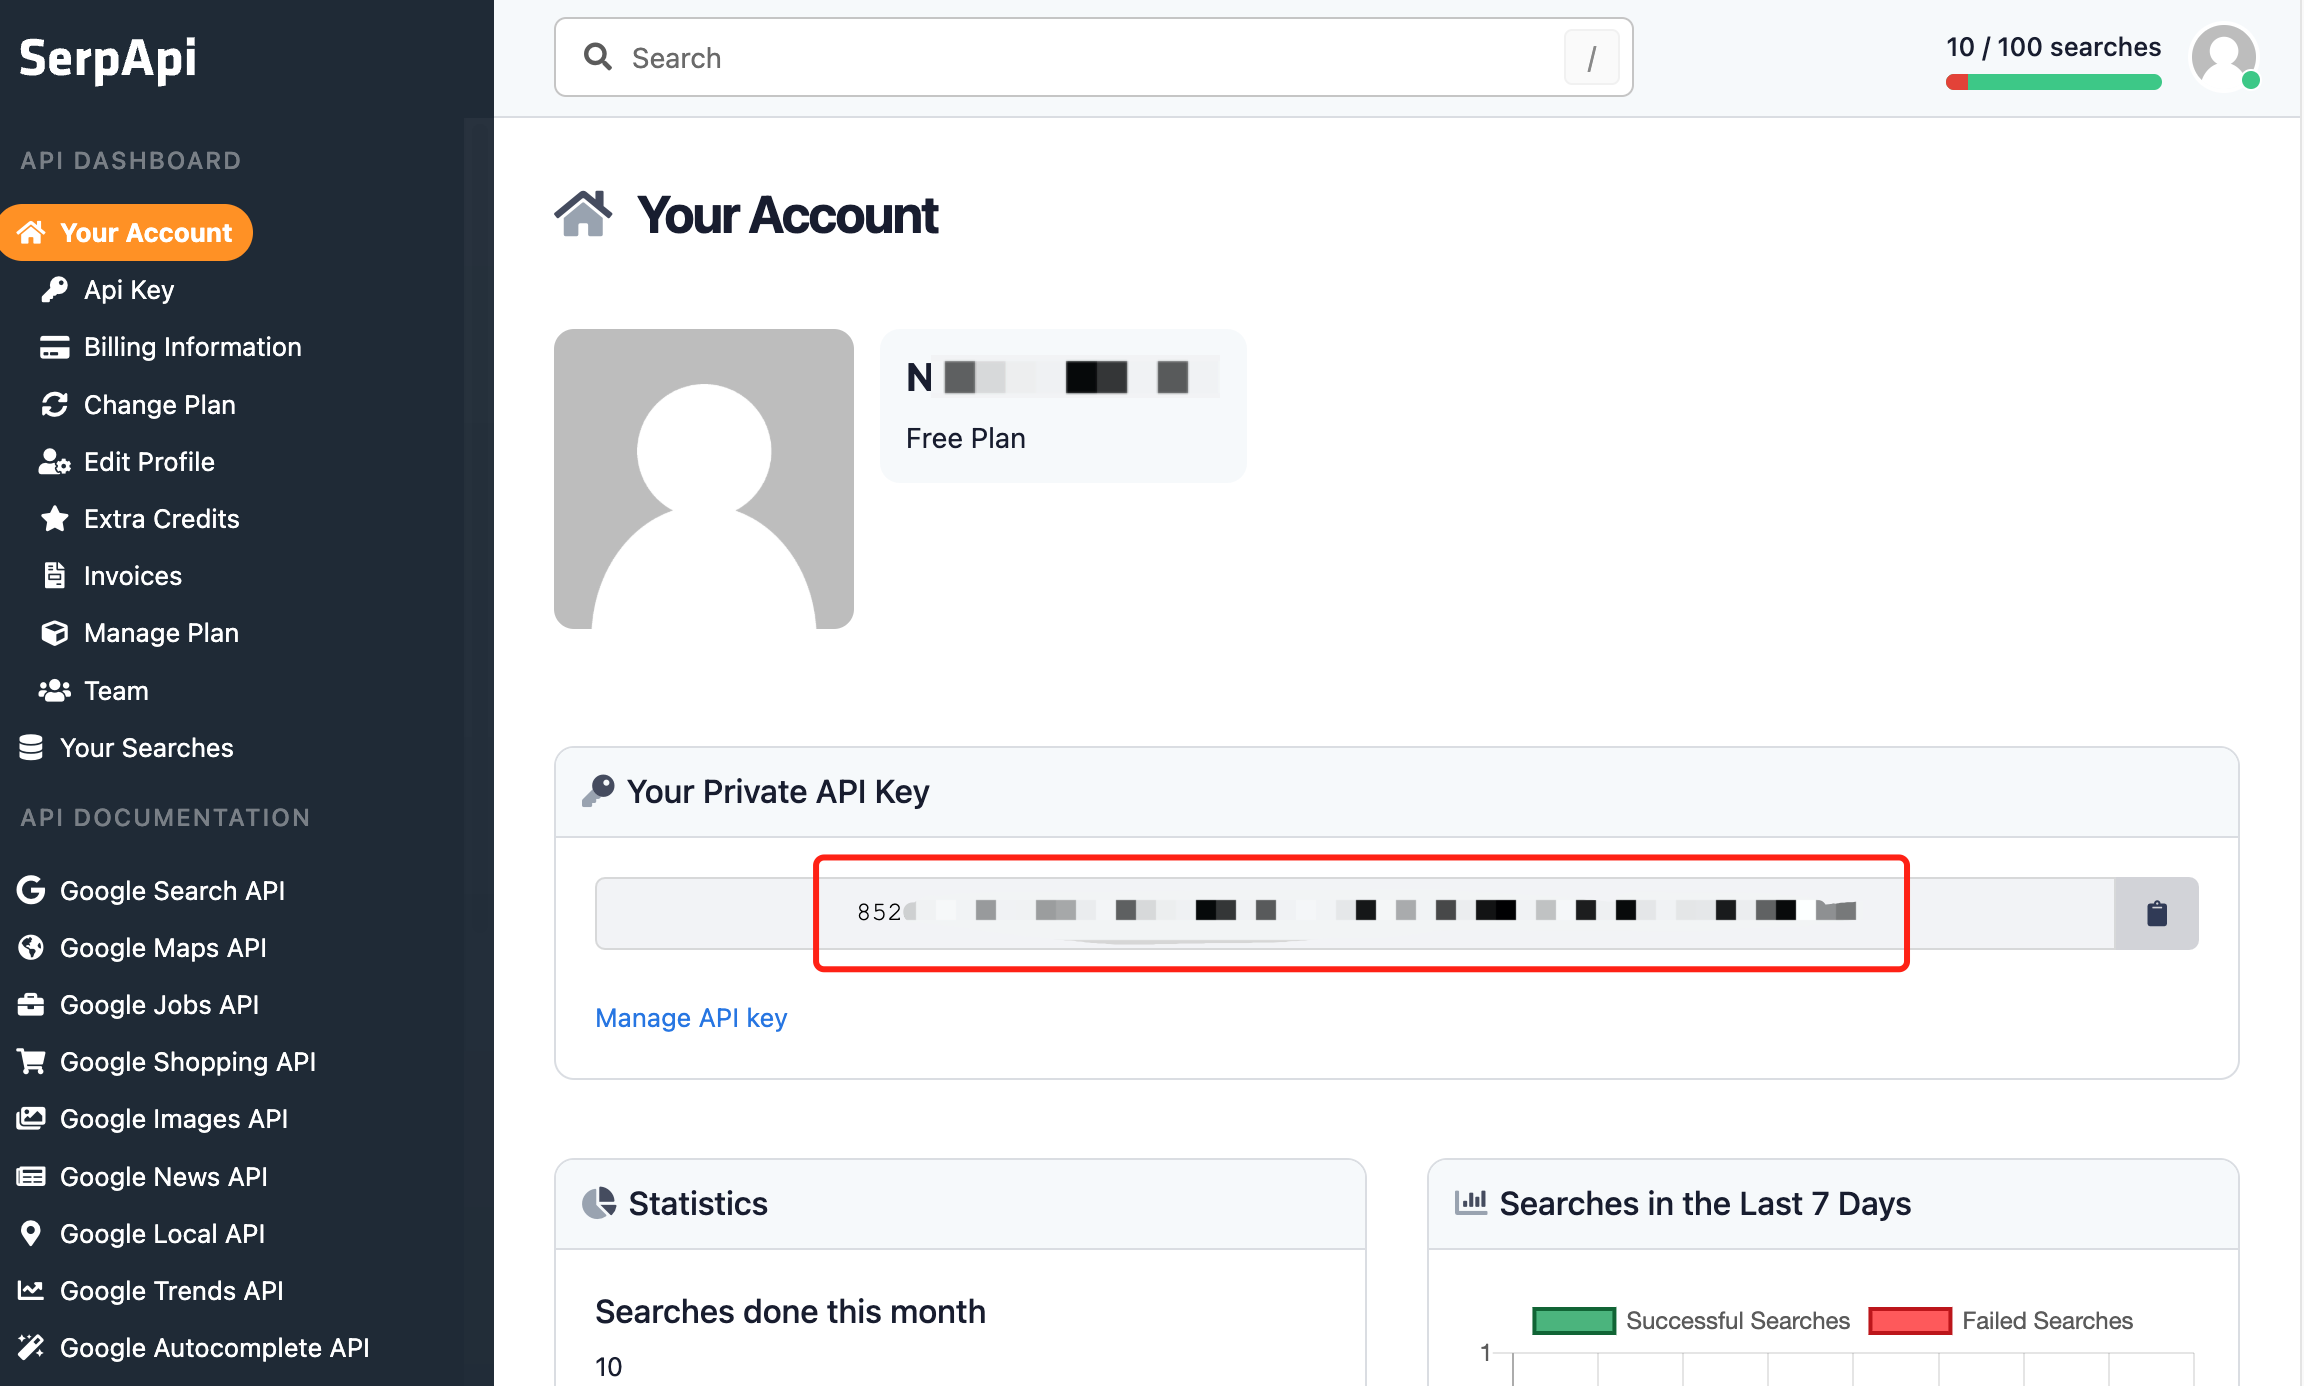 SerpApi
API DASHBOARD
Your Account
Api Key
Billing Information
Change Plan
Edit Profile
Extra Credits
Invoices
Manage Plan
Team
Your Searches
API DOCUMENTATION
Google Search API
Google Maps API
Google Jobs API
Google Shopping API
Google Images API
Google News API
Google Local API
Google Trends API
Google Autocomplete API
Search /
10 / 100 searches
Your Account
N
Free Plan
Your Private API Key
852
Manage API key
Statistics
Searches done this month
10
Searches in the Last 7 Days
Successful Searches Failed Searches
1